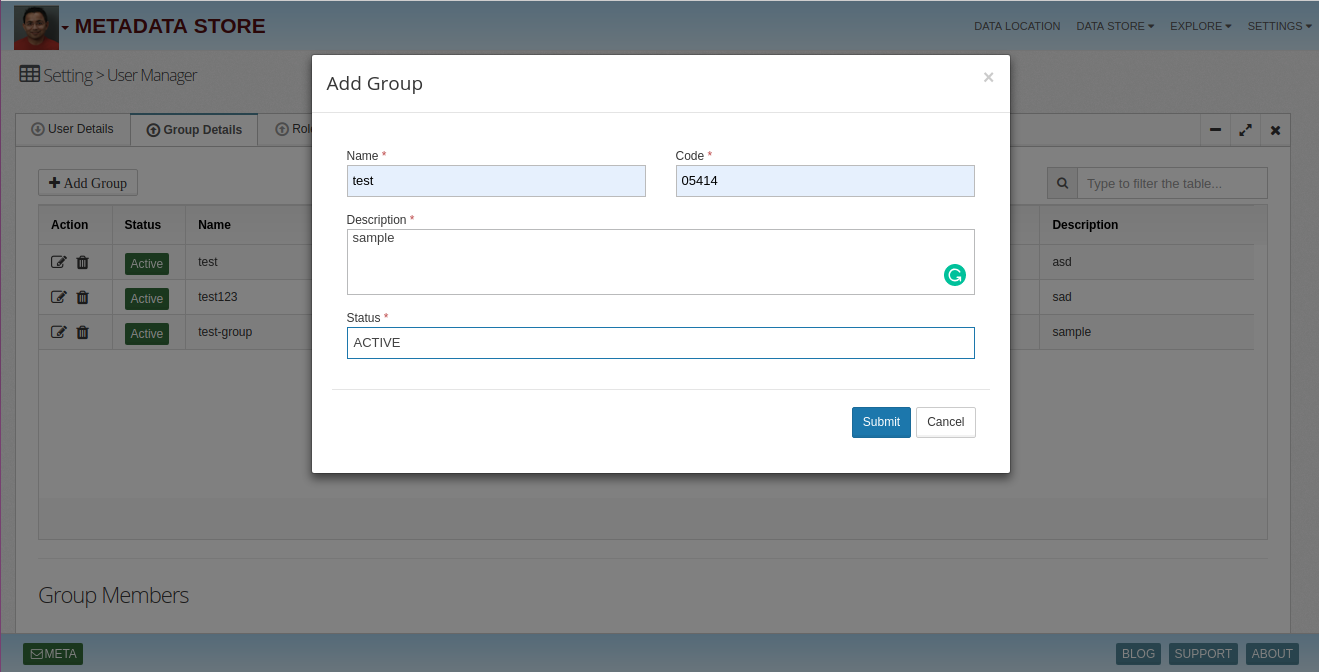 METADATA STORE
DATA LOCATION DATA STORE EXPLORE SETTINGS
Setting > User Manager
Add Group ×
User Details Group Details
Name * Code *
test 05414
Add Group
Type to filter the table...
Description *
sample
Action Status Name Description
Active test asd
Active test123 sad
Status *
ACTIVE
Active test-group sample
Submit Cancel
Group Members
META BLOG SUPPORT ABOUT